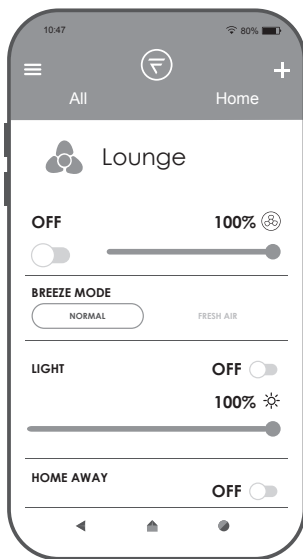 10:47 80%
All Home
Lounge
OFF 100%
BREEZE MODE
NORMAL FRESH AIR
LIGHT OFF
100%
HOME AWAY
OFF